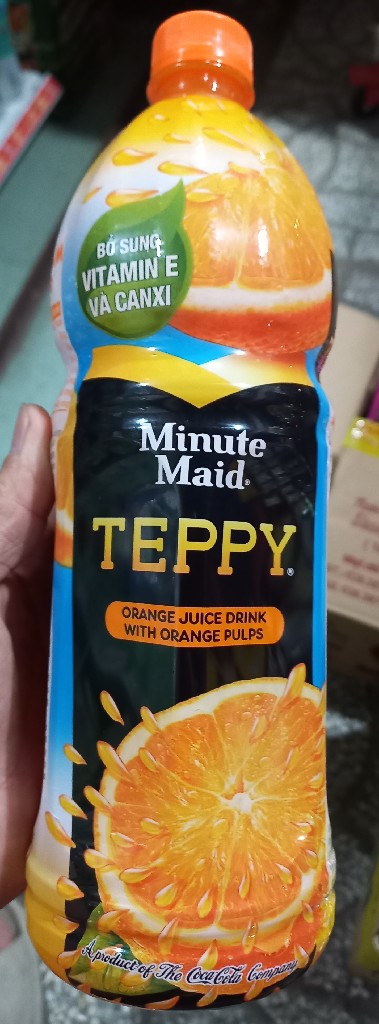 BỔ SUNG
VITAMIN E
VÀ CANXI
Minute
Maid®
TEPPY®
ORANGE JUICE DRINK
WITH ORANGE PULPS
A product of The Coca-Cola Company